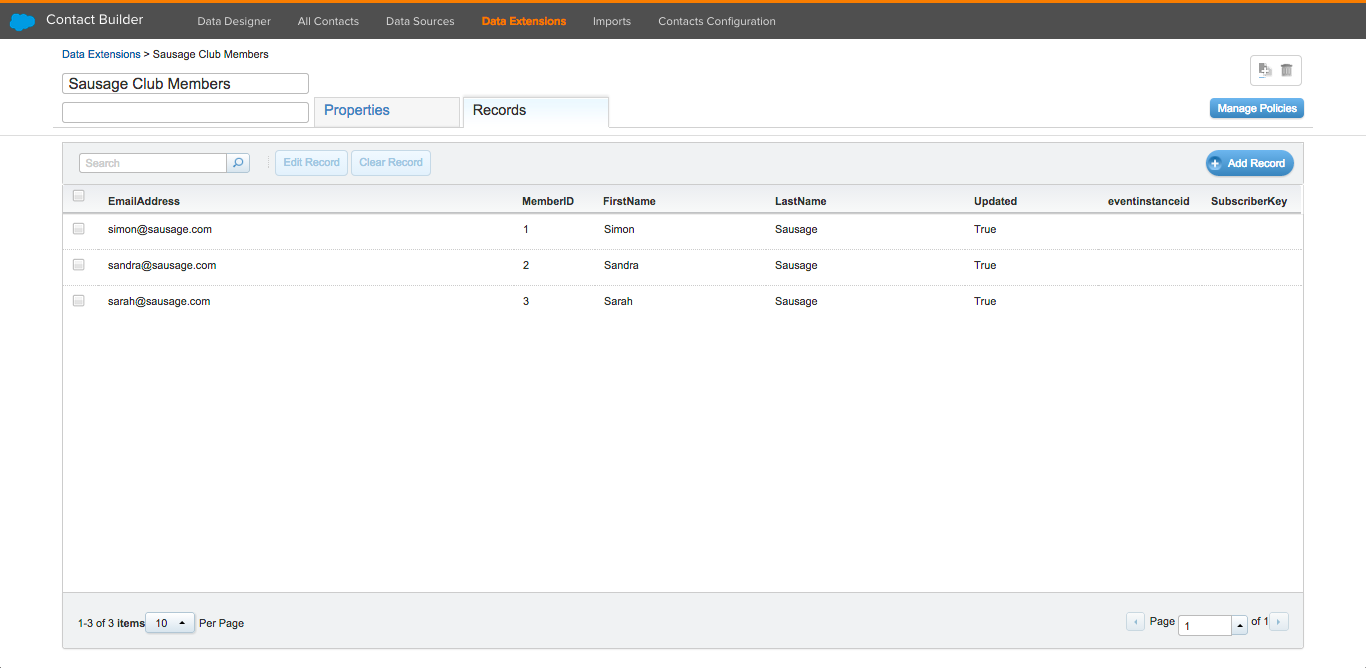 Contact Builder Data Designer All Contacts Data Sources Data Extensions Imports Contacts Configuration
Data Extensions > Sausage Club Members
Sausage Club Members
Properties Records Manage Policies
Search Edit Record Clear Record Add Record
EmailAddress MemberID FirstName LastName Updated eventinstanceid SubscriberKey
simon@sausage.com 1 Simon Sausage True
sandra@sausage.com 2 Sandra Sausage True
sarah@sausage.com 3 Sarah Sausage True
1-3 of 3 items 10 Per Page Page 1 of 1